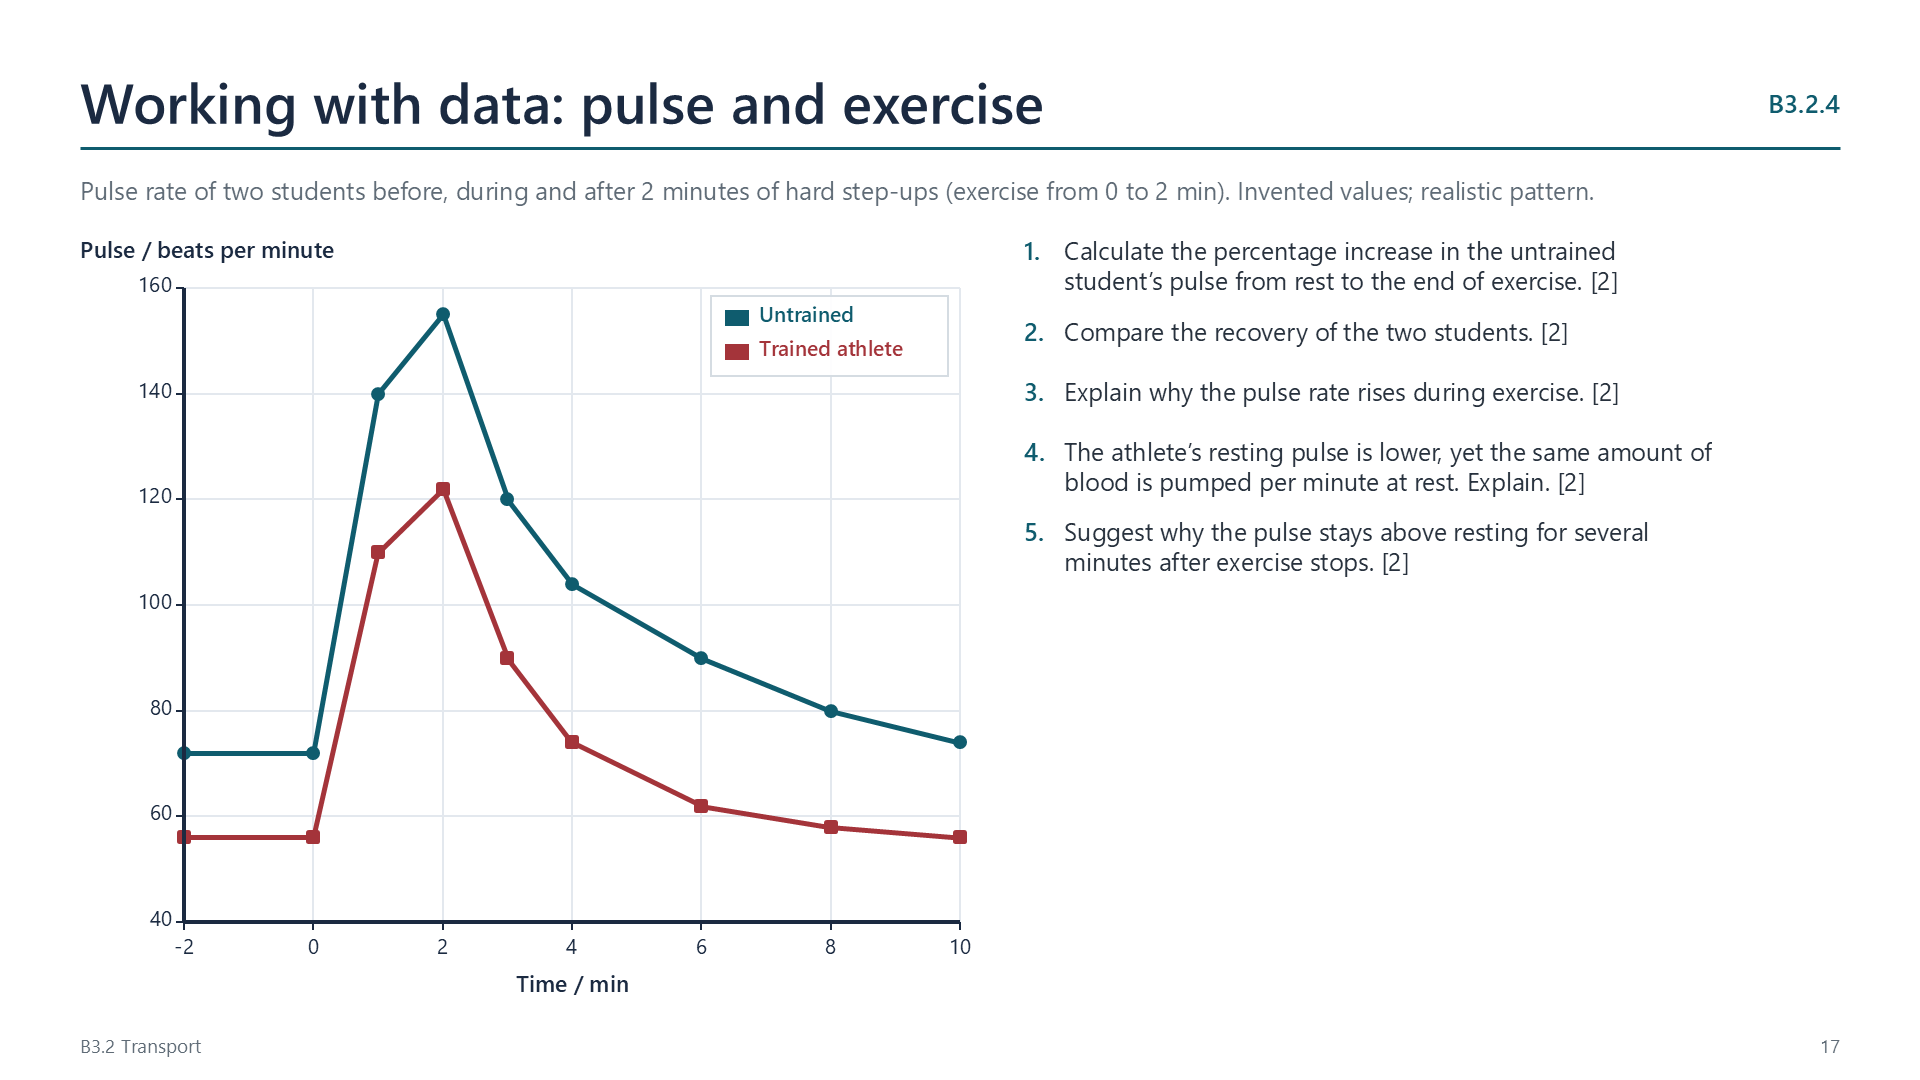 Working with data: pulse and exercise
B3.2.4
Pulse rate of two students before, during and after 2 minutes of hard step-ups (exercise from 0 to 2 min). Invented values; realistic pattern.
Pulse / beats per minute
160
140
120
100
80
60
40
-2
0
2
4
6
8
10
Time / min
Untrained
Trained athlete
1. Calculate the percentage increase in the untrained
student’s pulse from rest to the end of exercise. [2]
2. Compare the recovery of the two students. [2]
3. Explain why the pulse rate rises during exercise. [2]
4. The athlete’s resting pulse is lower, yet the same amount of
blood is pumped per minute at rest. Explain. [2]
5. Suggest why the pulse stays above resting for several
minutes after exercise stops. [2]
B3.2 Transport
17